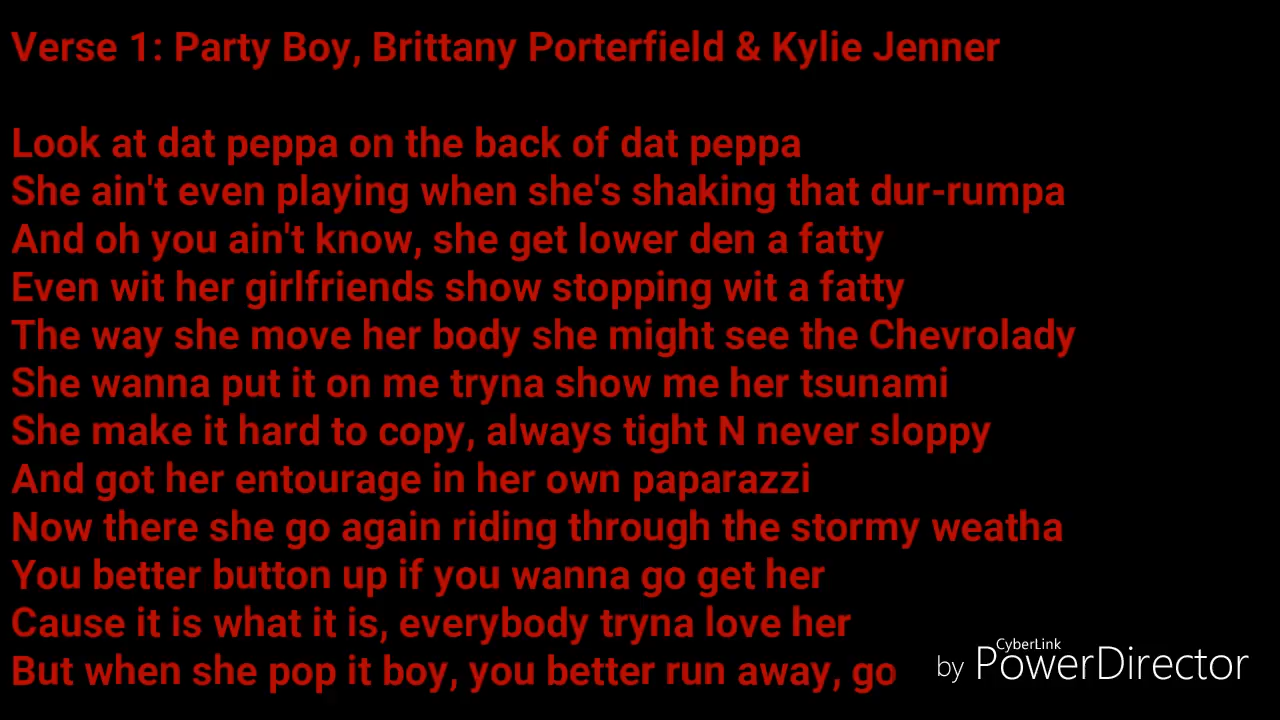 Verse 1: Party Boy, Brittany Porterfield & Kylie Jenner
Look at dat peppa on the back of dat peppa
She ain't even playing when she's shaking that dur-rumpa
And oh you ain't know, she get lower den a fatty
Even wit her girlfriends show stopping wit a fatty
The way she move her body she might see the Chevrolady
She wanna put it on me tryna show me her tsunami
She make it hard to copy, always tight N never sloppy
And got her entourage in her own paparazzi
Now there she go again riding through the stormy weatha
You better button up if you wanna go get her
Cause it is what it is, everybody tryna love her
But when she pop it boy, you better run away, go
by CyberLink PowerDirector